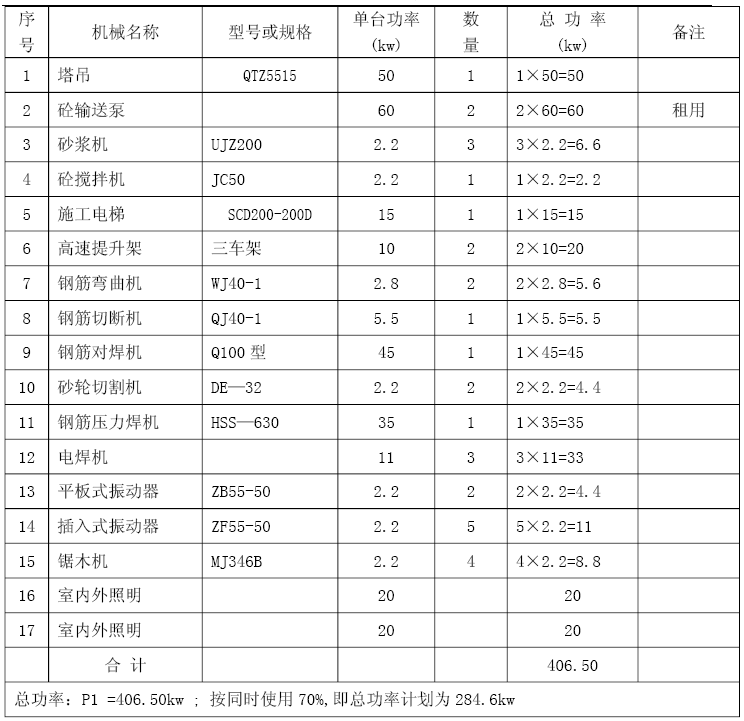 序号 机械名称 型号或规格 单台功率(kw) 数量 总 功 率(kw) 备注
1 塔吊 QTZ5515 50 1 1×50=50
2 砼输送泵 60 2 2×60=60 租用
3 砂浆机 UJZ200 2.2 3 3×2.2=6.6
4 砼搅拌机 JC50 2.2 1 1×2.2=2.2
5 施工电梯 SCD200-200D 15 1 1×15=15
6 高速提升架 三车架 10 2 2×10=20
7 钢筋弯曲机 WJ40-1 2.8 2 2×2.8=5.6
8 钢筋切断机 QJ40-1 5.5 1 1×5.5=5.5
9 钢筋对焊机 Q100 型 45 1 1×45=45
10 砂轮切割机 DE—32 2.2 2 2×2.2=4.4
11 钢筋压力焊机 HSS—630 35 1 1×35=35
12 电焊机 11 3 3×11=33
13 平板式振动器 ZB55-50 2.2 2 2×2.2=4.4
14 插入式振动器 ZF55-50 2.2 5 5×2.2=11
15 锯木机 MJ346B 2.2 4 4×2.2=8.8
16 室内外照明 20 20
17 室内外照明 20 20
合 计 406.50
总功率：P1 =406.50kw ; 按同时使用 70%,即总功率计划为 284.6kw